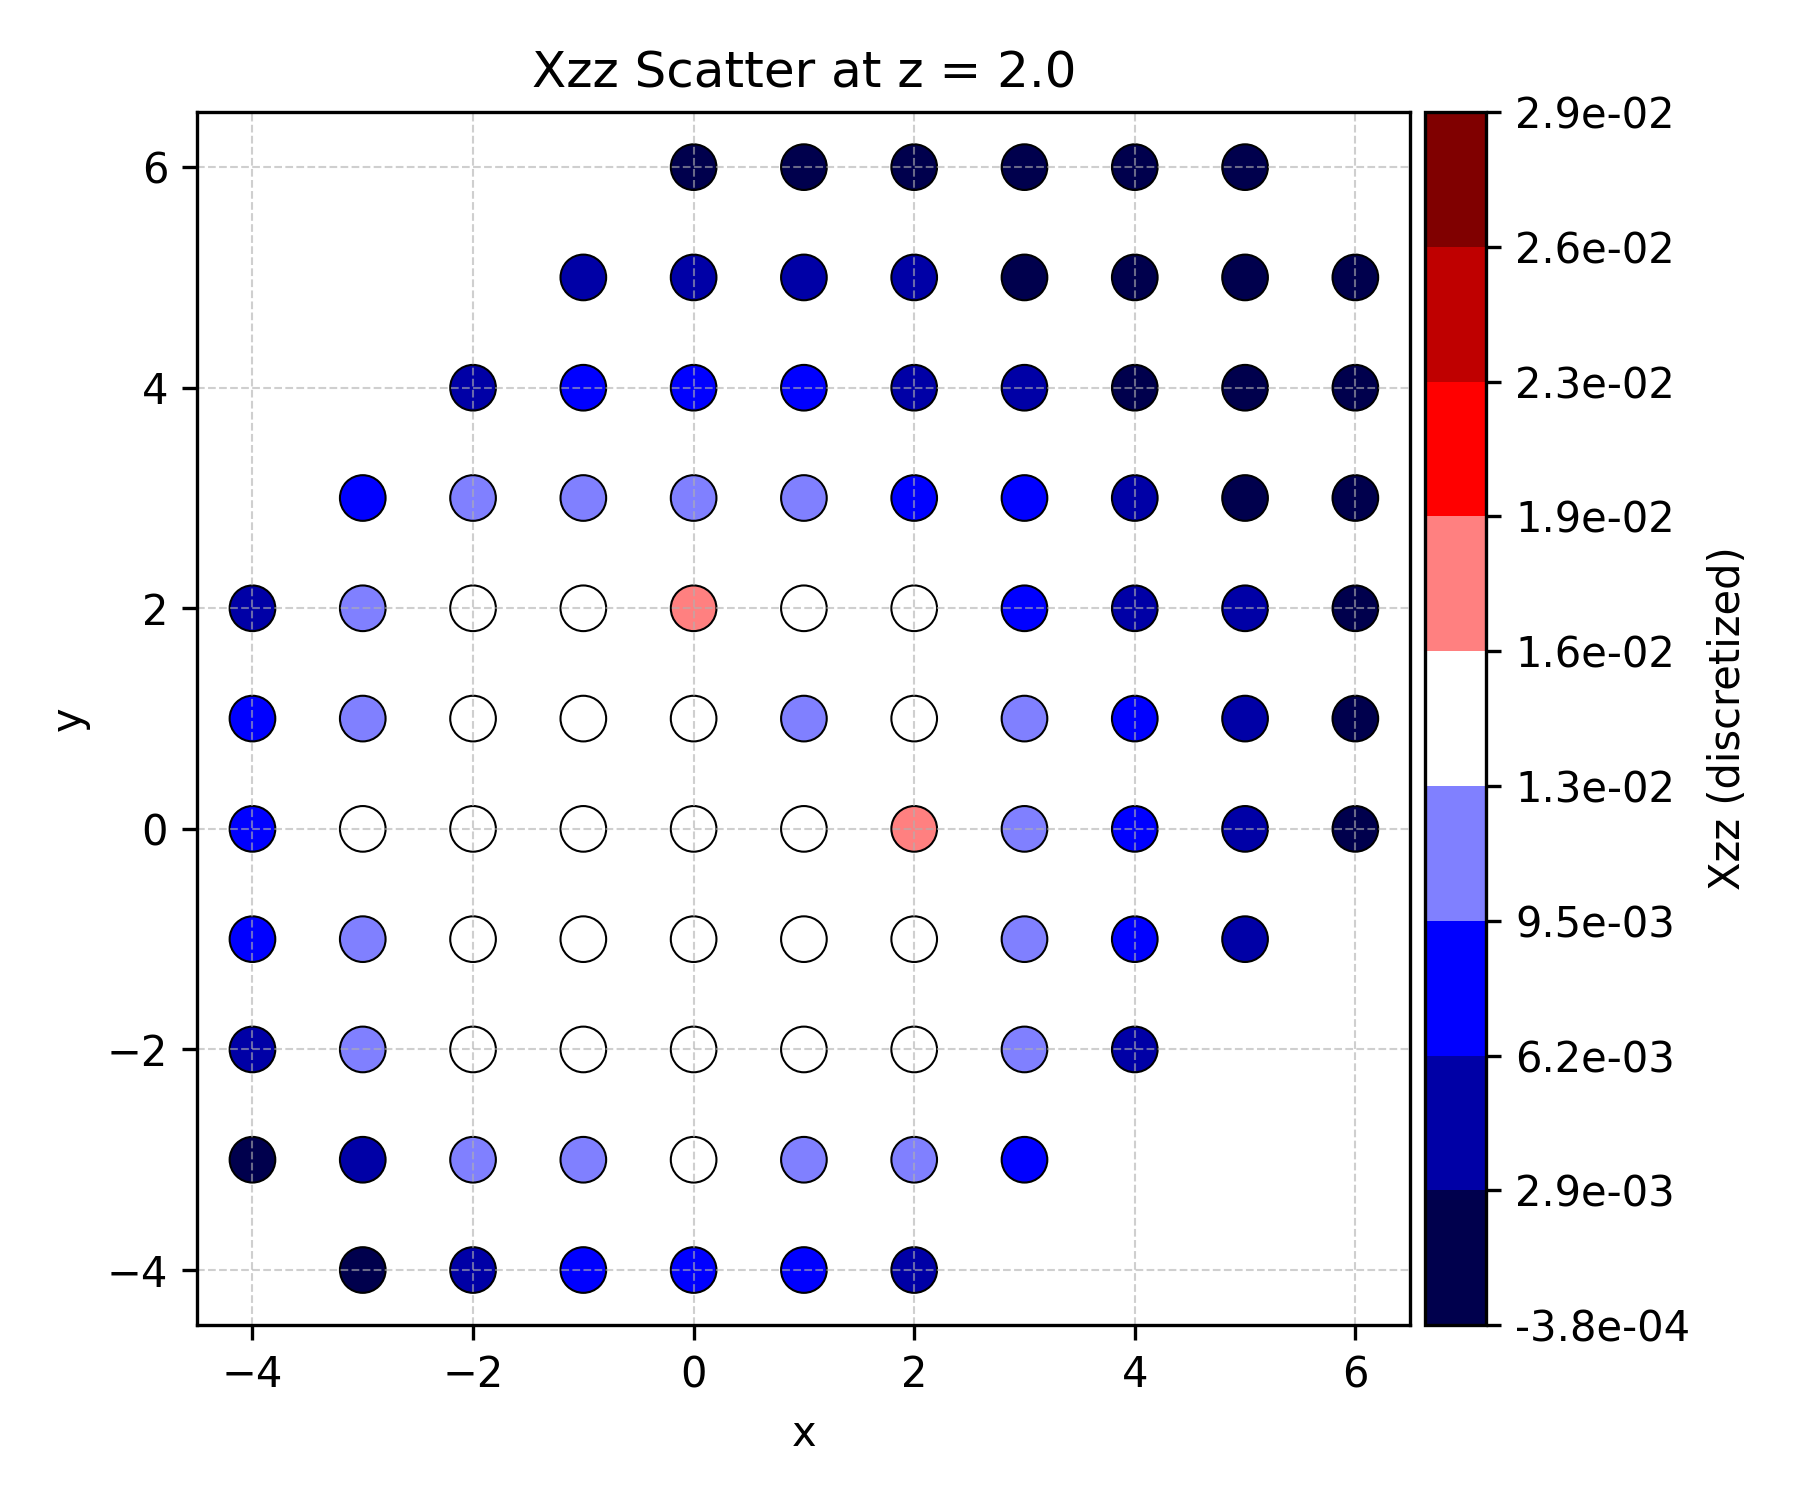 Xzz Scatter at z = 2.0
6
4
2
0
−2
−4
y
−4
−2
0
2
4
6
x
2.9e-02
2.6e-02
2.3e-02
1.9e-02
1.6e-02
1.3e-02
9.5e-03
6.2e-03
2.9e-03
-3.8e-04
Xzz (discretized)